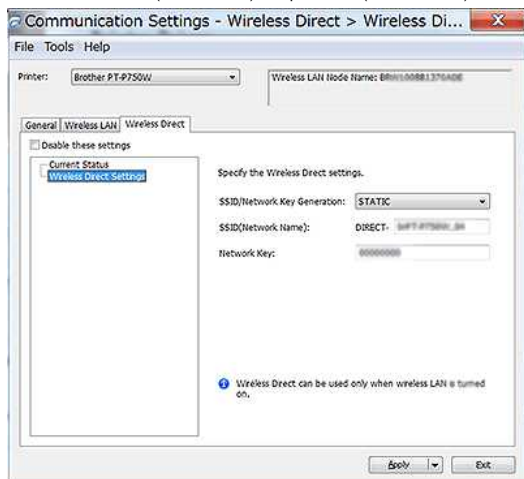 Communication Settings - Wireless Direct > Wireless Di...
File Tools Help
Printer: Brother PT-P750W Wireless LAN Node Name:
General Wireless LAN Wireless Direct
Disable these settings
Current Status
Wireless Direct Settings
Specify the Wireless Direct settings.
SSID/Network Key Generation: STATIC
SSID(Network Name): DIRECT-
Network Key:
Wireless Direct can be used only when wireless LAN is turned
on.
Apply Exit